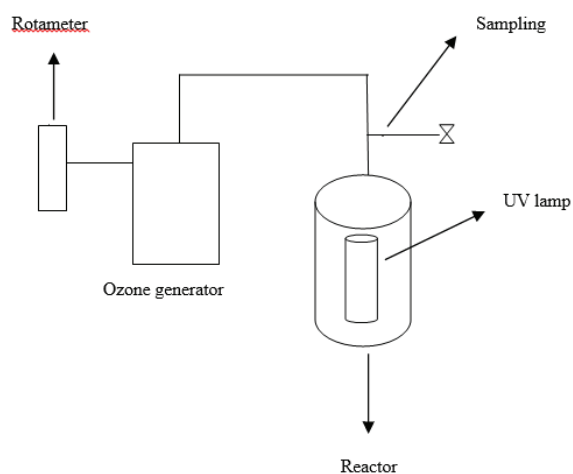 Rotameter
Sampling
UV lamp
Ozone generator
Reactor